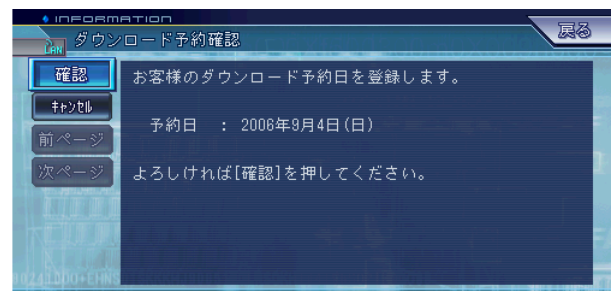 INFORMATION
LAN ダウンロード予約確認
戻る
確認
お客様のダウンロード予約日を登録します。
キャンセル
予約日 : 2006年9月4日(日)
前ページ
次ページ
よろしければ[確認]を押してください。